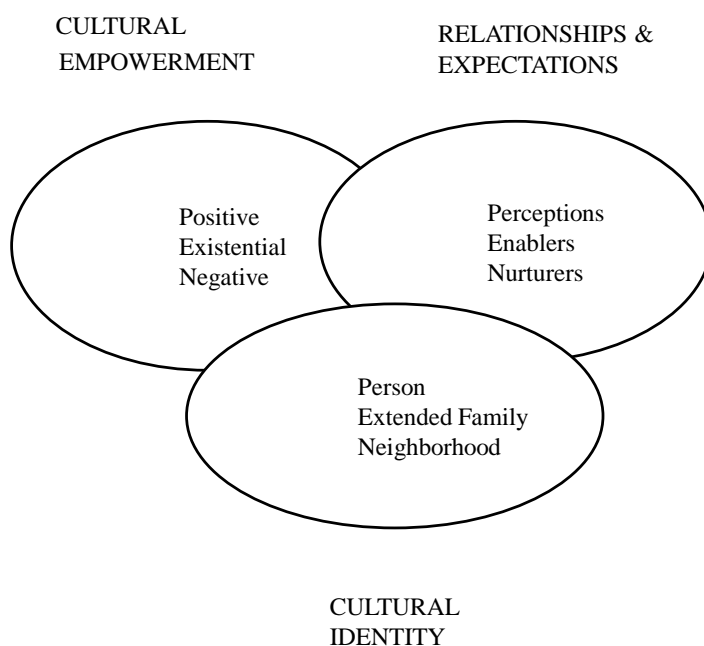 CULTURAL
EMPOWERMENT
RELATIONSHIPS &
EXPECTATIONS
Positive
Existential
Negative
Perceptions
Enablers
Nurturers
Person
Extended Family
Neighborhood
CULTURAL
IDENTITY